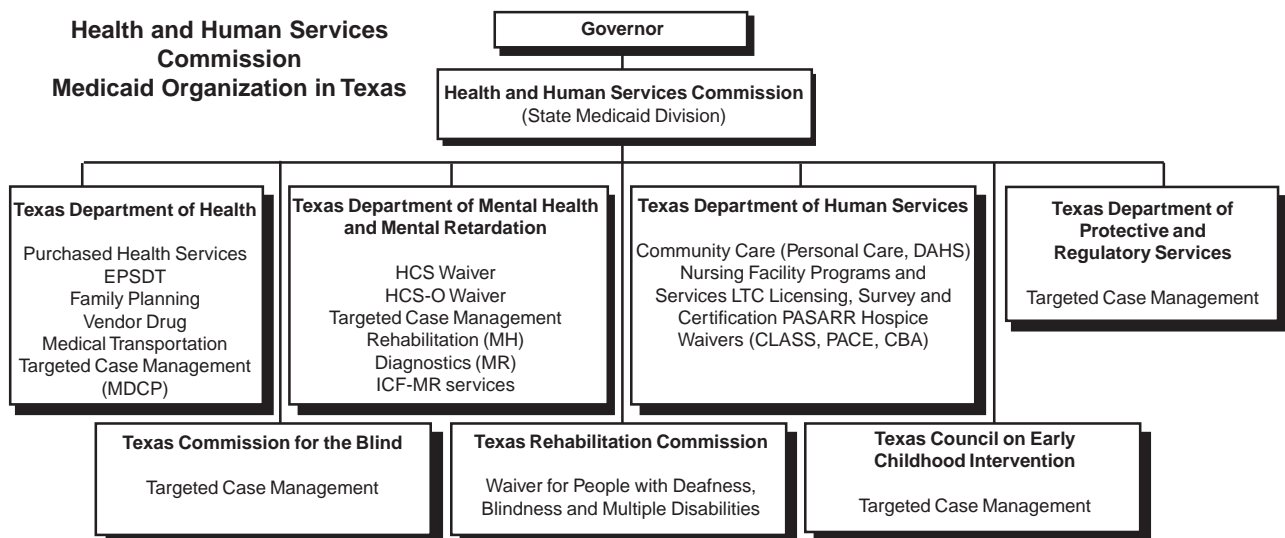 Health and Human Services
Commission
Medicaid Organization in Texas
Governor
Health and Human Services Commission
(State Medicaid Division)
Texas Department of Health
Purchased Health Services
EPSDT
Family Planning
Vendor Drug
Medical Transportation
Targeted Case Management
(MDCP)
Texas Department of Mental Health
and Mental Retardation
HCS Waiver
HCS-O Waiver
Targeted Case Management
Rehabilitation (MH)
Diagnostics (MR)
ICF-MR services
Texas Department of Human Services
Community Care (Personal Care, DAHS)
Nursing Facility Programs and
Services LTC Licensing, Survey and
Certification PASARR Hospice
Waivers (CLASS, PACE, CBA)
Texas Department of
Protective and
Regulatory Services
Targeted Case Management
Texas Commission for the Blind
Targeted Case Management
Texas Rehabilitation Commission
Waiver for People with Deafness,
Blindness and Multiple Disabilities
Texas Council on Early
Childhood Intervention
Targeted Case Management